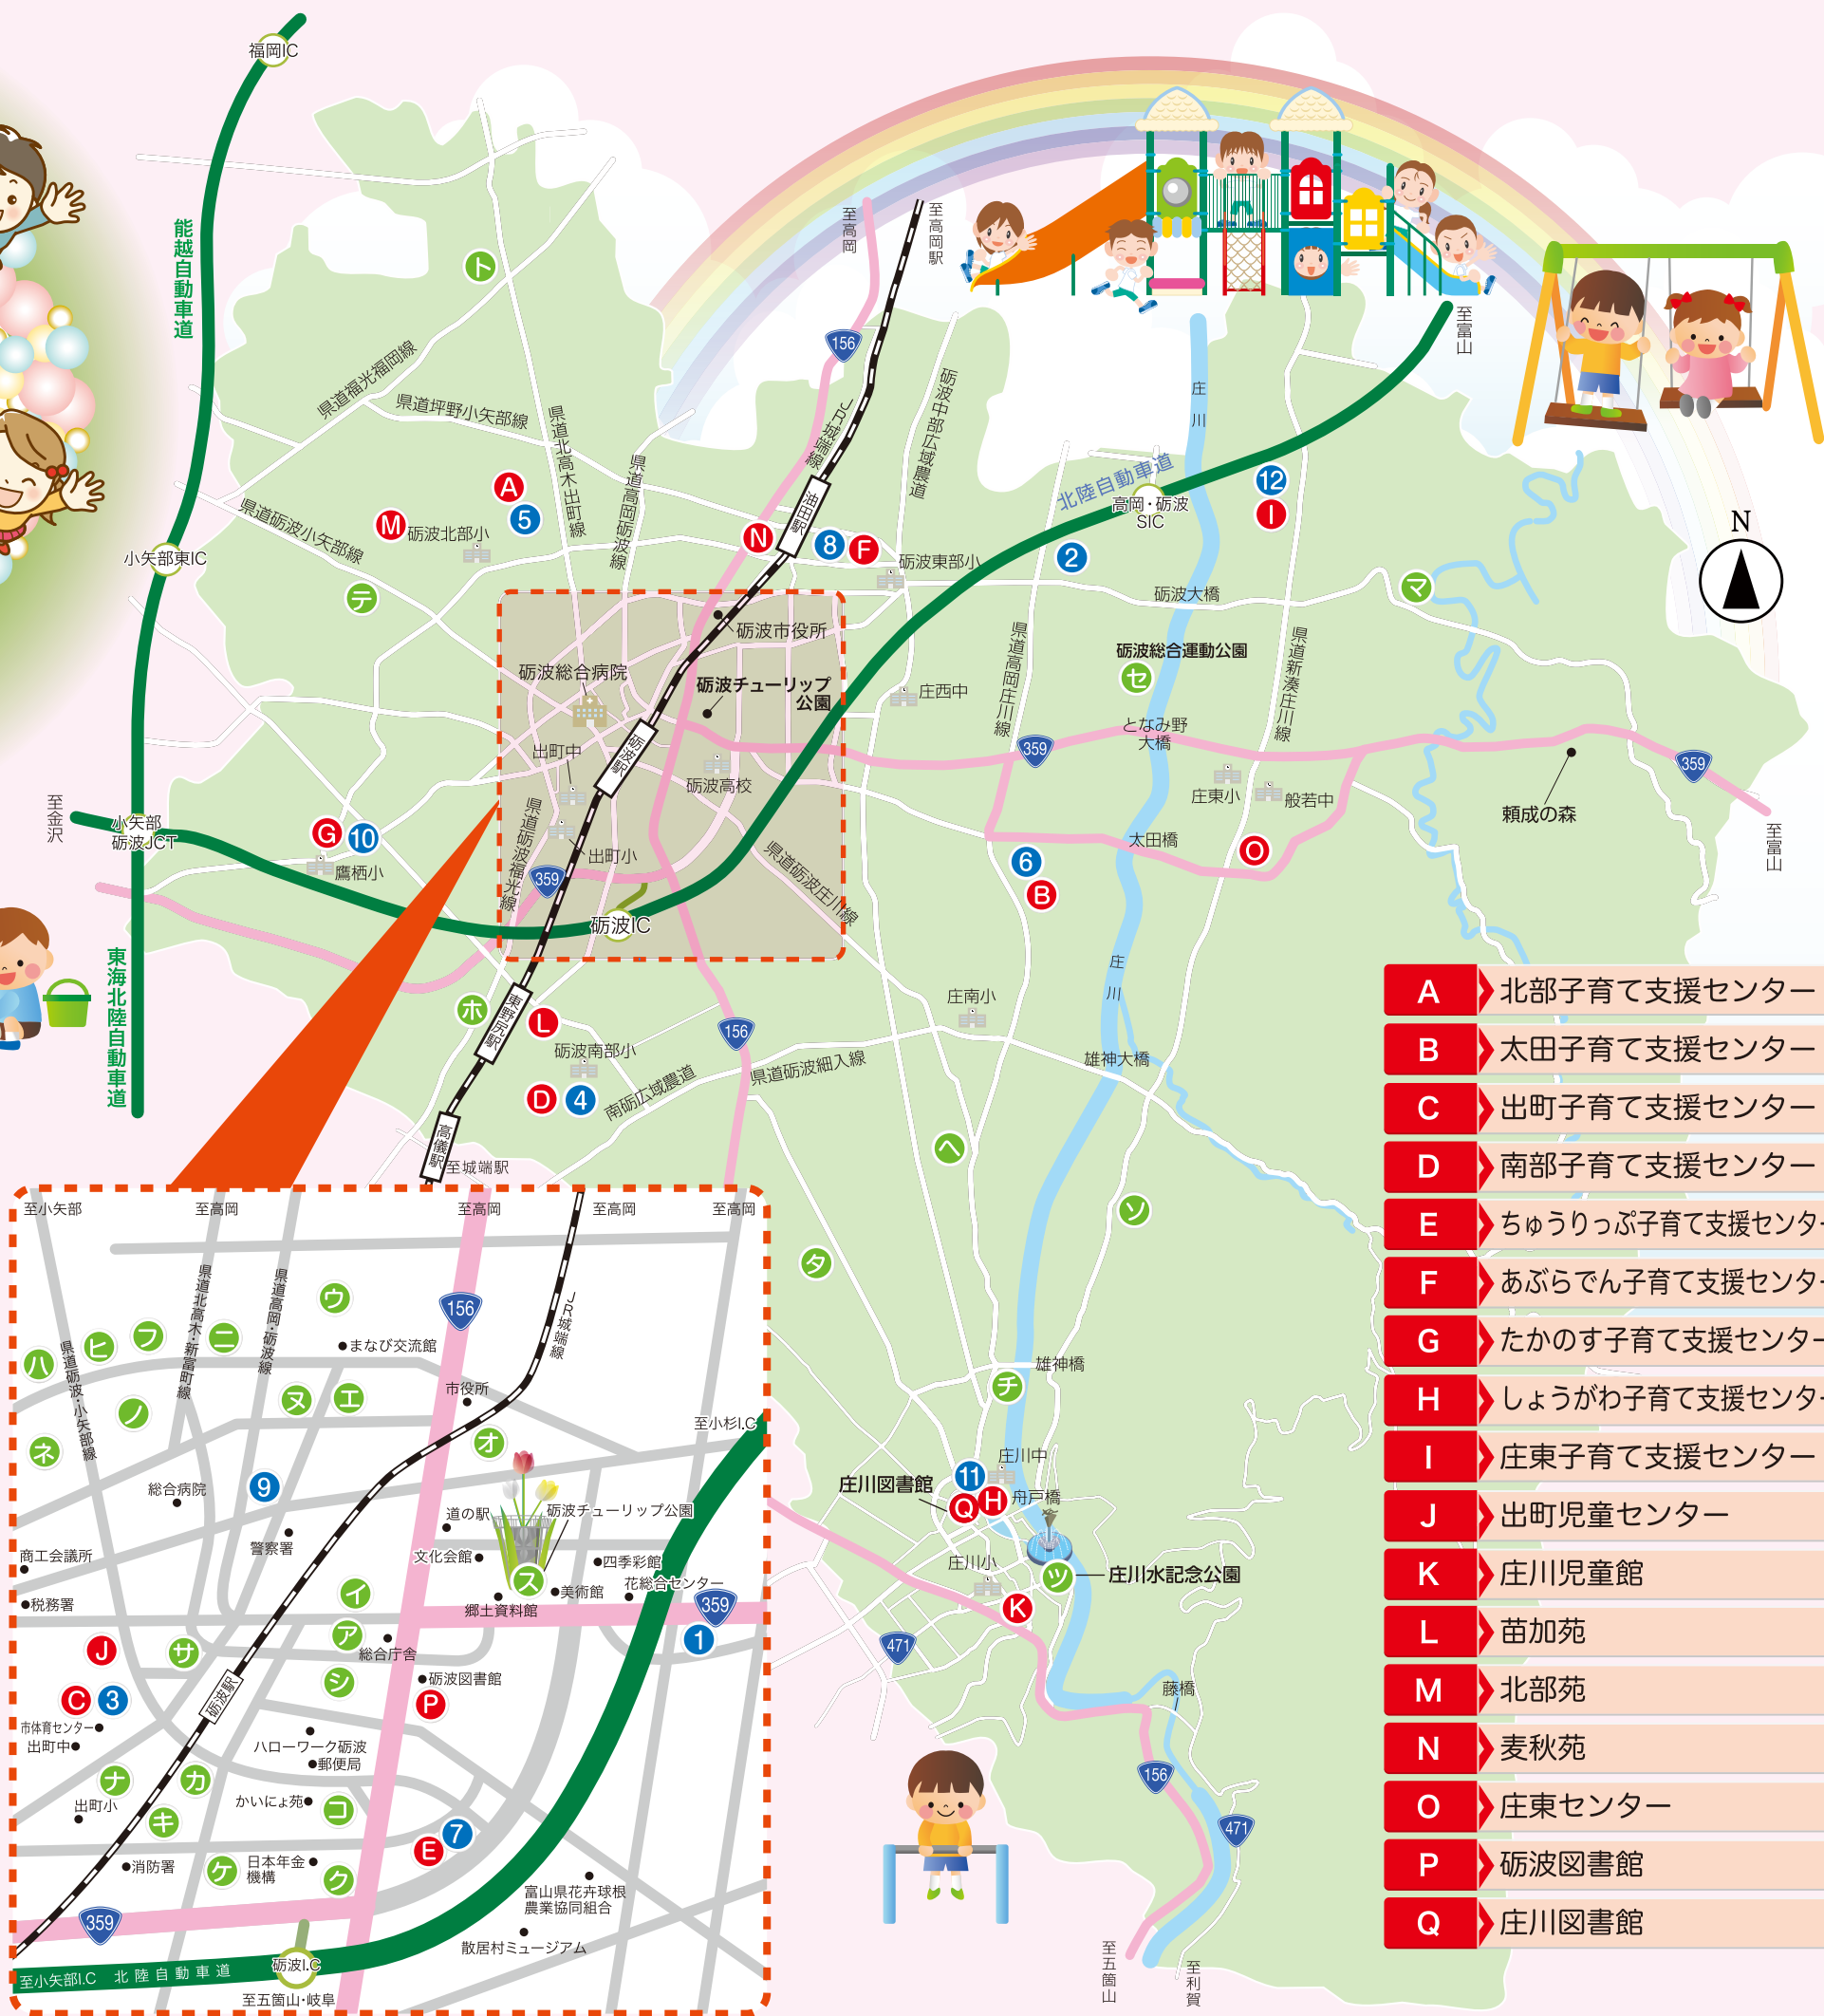 福岡IC
能越自動車道
至高岡
至高岡駅
ト
156
JR城端線
砺波中部広域農道
庄川
至富山
県道福光福岡線
県道坪野小矢部線
県道北高木出町線
県道高岡砺波線
北陸自動車道
高岡・砺波
SIC
12
I
A
5
M
砺波北部小
県道砺波小矢部線
小矢部東IC
N
油田駅
8
F
砺波東部小
2
N
テ
マ
砺波大橋
砺波市役所
砺波総合病院
砺波チューリップ
公園
庄西中
県道高岡庄川線
砺波総合運動公園
セ
県道新湊庄川線
となみ野
大橋
359
359
出町中
砺波駅
砺波高校
庄東小
般若中
頼成の森
至富山
至金沢
小矢部
砺波JCT
G
10
鷹栖小
県道砺波福光線
出町小
359
県道砺波庄川線
砺波IC
太田橋
O
6
B
東海北陸自動車道
庄川
ホ
東野尻駅
L
156
庄南小
砺波南部小
D
4
南砺広域農道
県道砺波細入線
雄神大橋
高儀駅
至城端駅
ヘ
ソ
タ
雄神橋
チ
庄川中
庄川図書館
11
Q
H
舟戸橋
庄川小
ツ
庄川水記念公園
K
471
藤橋
156
471
至五箇山
至利賀
至小矢部
至高岡
至高岡
至高岡
至高岡
県道北高木・新富町線
県道高岡・砺波線
県道砺波・小矢部線
ウ
156
JR城端線
ハ
ヒ
フ
ニ
まなび交流館
ノ
ヌ
エ
市役所
至小杉I.C
ネ
オ
総合病院
9
道の駅
砺波チューリップ公園
警察署
文化会館
四季彩館
商工会議所
ス
美術館
花総合センター
税務署
イ
郷土資料館
359
1
J
サ
ア
総合庁舎
シ
砺波図書館
P
C
3
砺波駅
市体育センター
出町中
ハローワーク砺波
郵便局
ナ
カ
かいにょ苑
コ
出町小
キ
7
E
消防署
ケ
日本年金
機構
ク
富山県花卉球根
農業協同組合
359
散居村ミュージアム
砺波I.C
至小矢部I.C 北陸自動車道
至五箇山・岐阜
A 北部子育て支援センター
B 太田子育て支援センター
C 出町子育て支援センター
D 南部子育て支援センター
E ちゅうりっぷ子育て支援センター
F あぶらでん子育て支援センター
G たかのす子育て支援センター
H しょうがわ子育て支援センター
I 庄東子育て支援センター
J 出町児童センター
K 庄川児童館
L 苗加苑
M 北部苑
N 麦秋苑
O 庄東センター
P 砺波図書館
Q 庄川図書館